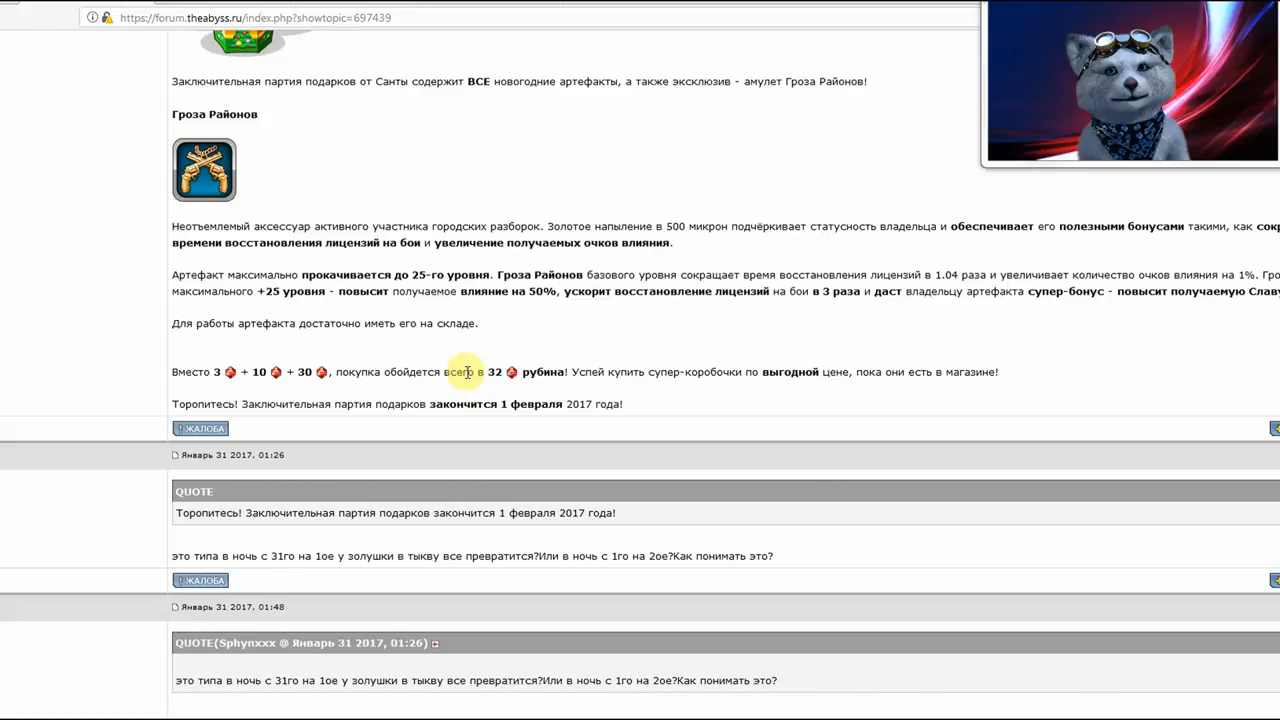 https://forum.theabyss.ru/index.php?showtopic=697439
Заключительная партия подарков от Санты содержит ВСЕ новогодние артефакты, а также эксклюзив - амулет Гроза Районов!
Гроза Районов
Неотъемлемый аксессуар активного участника городских разборок. Золотое напыление в 500 микрон подчёркивает статусность владельца и обеспечивает его полезными бонусами такими, как сокр
времени восстановления лицензий на бои и увеличение получаемых очков влияния.
Артефакт максимально прокачивается до 25-го уровня. Гроза Районов базового уровня сокращает время восстановления лицензий в 1.04 раза и увеличивает количество очков влияния на 1%. Гро
максимального +25 уровня - повысит получаемое влияние на 50%, ускорит восстановление лицензий на бои в 3 раза и даст владельцу артефакта супер-бонус - повысит получаемую Славу
Для работы артефакта достаточно иметь его на складе.
Вместо 3 + 10 + 30 , покупка обойдется всего в 32 рубина! Успей купить супер-коробочки по выгодной цене, пока они есть в магазине!
Торопитесь! Заключительная партия подарков закончится 1 февраля 2017 года!
! ЖАЛОБА
Январь 31 2017, 01:26
QUOTE
Торопитесь! Заключительная партия подарков закончится 1 февраля 2017 года!
это типа в ночь с 31го на 1ое у золушки в тыкву все превратится?Или в ночь с 1го на 2ое?Как понимать это?
! ЖАЛОБА
Январь 31 2017, 01:48
QUOTE(Sphynxxx @ Январь 31 2017, 01:26)
это типа в ночь с 31го на 1ое у золушки в тыкву все превратится?Или в ночь с 1го на 2ое?Как понимать это?